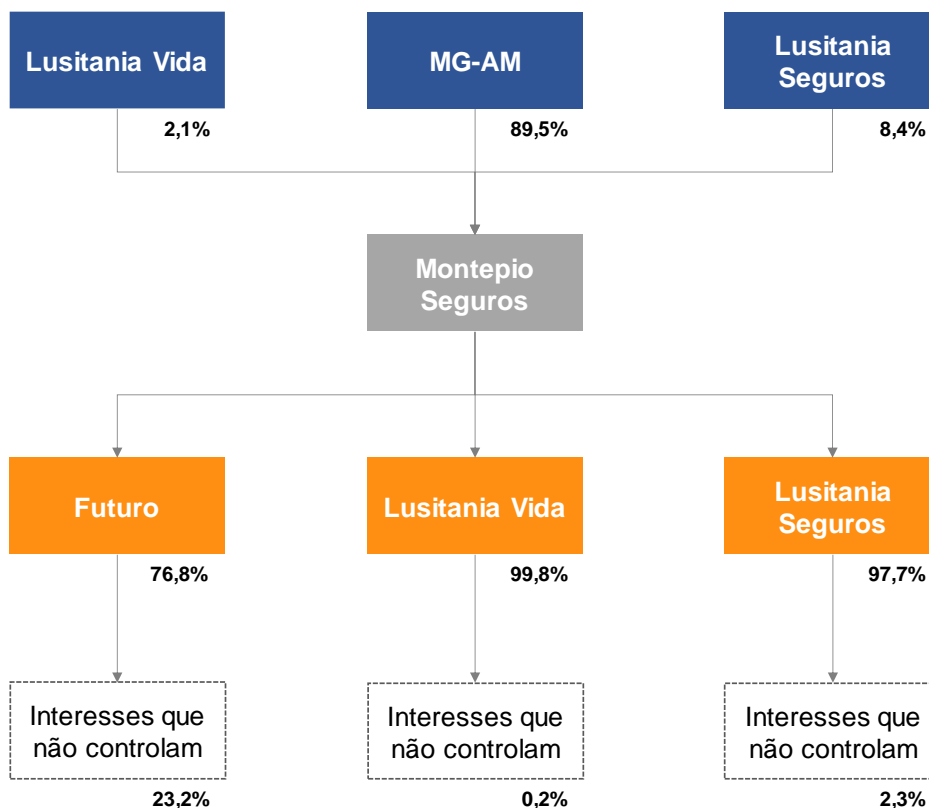 Lusitania Vida
MG-AM
Lusitania
Seguros
2,1%
89,5%
8,4%
Montepio
Seguros
Futuro
Lusitania Vida
Lusitania
Seguros
76,8%
99,8%
97,7%
Interesses que
não controlam
Interesses que
não controlam
Interesses que
não controlam
23,2%
0,2%
2,3%